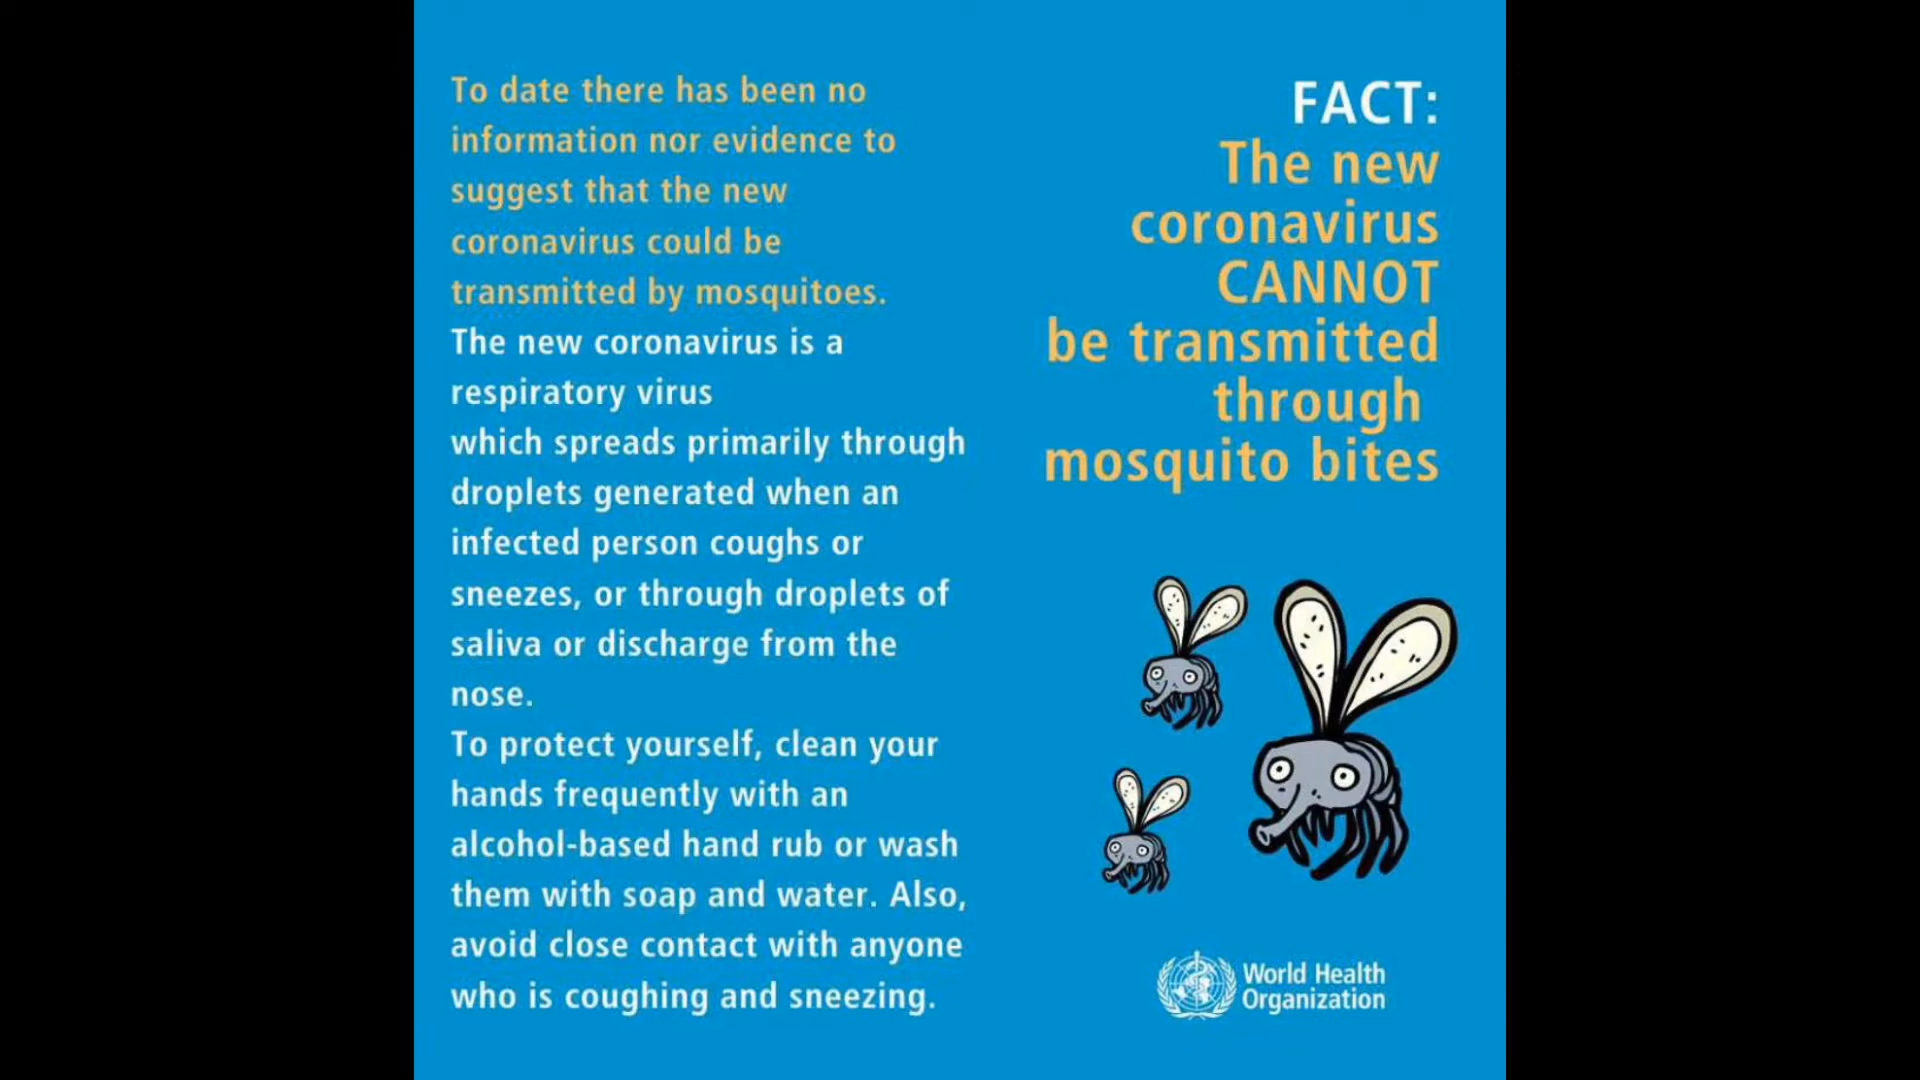 To date there has been no
information nor evidence to
suggest that the new
coronavirus could be
transmitted by mosquitoes.
The new coronavirus is a
respiratory virus
which spreads primarily through
droplets generated when an
infected person coughs or
sneezes, or through droplets of
saliva or discharge from the
nose.
To protect yourself, clean your
hands frequently with an
alcohol-based hand rub or wash
them with soap and water. Also,
avoid close contact with anyone
who is coughing and sneezing.
FACT:
The new
coronavirus
CANNOT
be transmitted
through
mosquito bites
World Health
Organization